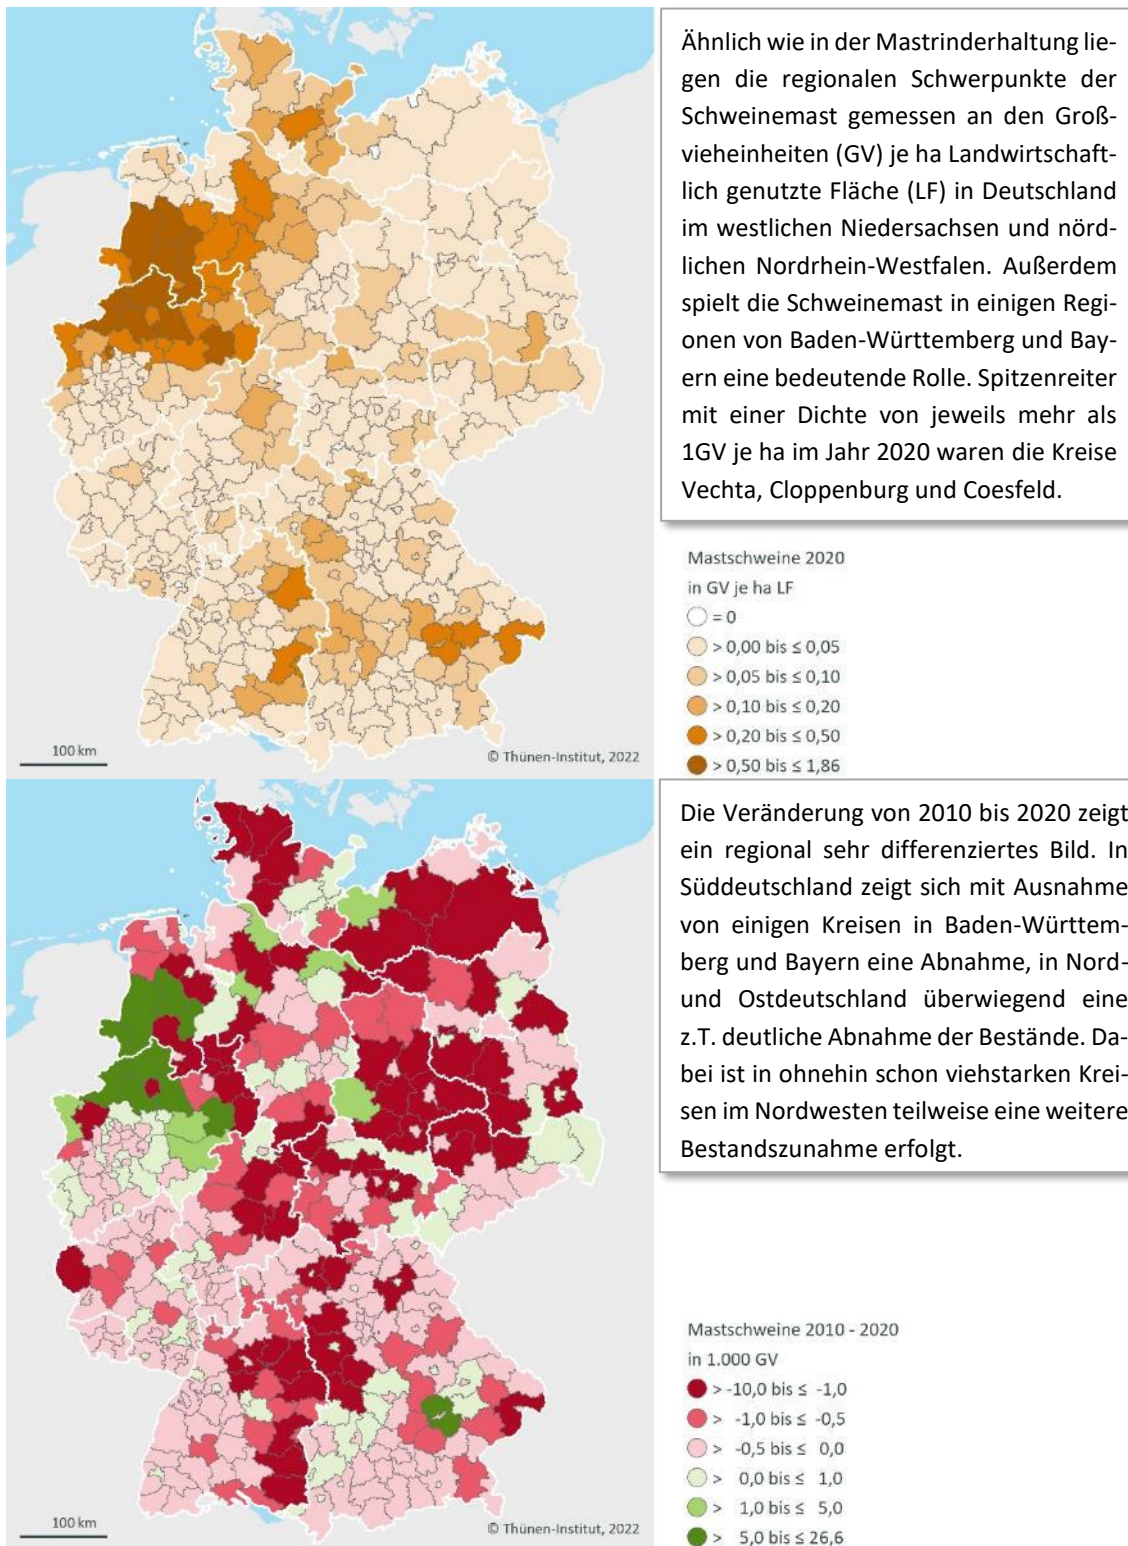 Ähnlich wie in der Mastrinderhaltung lie-
gen die regionalen Schwerpunkte der
Schweinemast gemessen an den Groß-
vieheinheiten (GV) je ha Landwirtschaft-
lich genutzte Fläche (LF) in Deutschland
im westlichen Niedersachsen und nörd-
lichen Nordrhein-Westfalen. Außerdem
spielt die Schweinemast in einigen Regi-
onen von Baden-Württemberg und Bay-
ern eine bedeutende Rolle. Spitzenreiter
mit einer Dichte von jeweils mehr als
1GV je ha im Jahr 2020 waren die Kreise
Vechta, Cloppenburg und Coesfeld.
Mastschweine 2020
in GV je ha LF
= 0
> 0,00 bis ≤ 0,05
> 0,05 bis ≤ 0,10
> 0,10 bis ≤ 0,20
> 0,20 bis ≤ 0,50
> 0,50 bis ≤ 1,86
100 km
© Thünen-Institut, 2022
Die Veränderung von 2010 bis 2020 zeigt
ein regional sehr differenziertes Bild. In
Süddeutschland zeigt sich mit Ausnahme
von einigen Kreisen in Baden-Württem-
berg und Bayern eine Abnahme, in Nord-
und Ostdeutschland überwiegend eine
z.T. deutliche Abnahme der Bestände. Da-
bei ist in ohnehin schon viehstarken Krei-
sen im Nordwesten teilweise eine weitere
Bestandszunahme erfolgt.
Mastschweine 2010 - 2020
in 1.000 GV
> -10,0 bis ≤ -1,0
> -1,0 bis ≤ -0,5
> -0,5 bis ≤ 0,0
> 0,0 bis ≤ 1,0
> 1,0 bis ≤ 5,0
> 5,0 bis ≤ 26,6
100 km
© Thünen-Institut, 2022